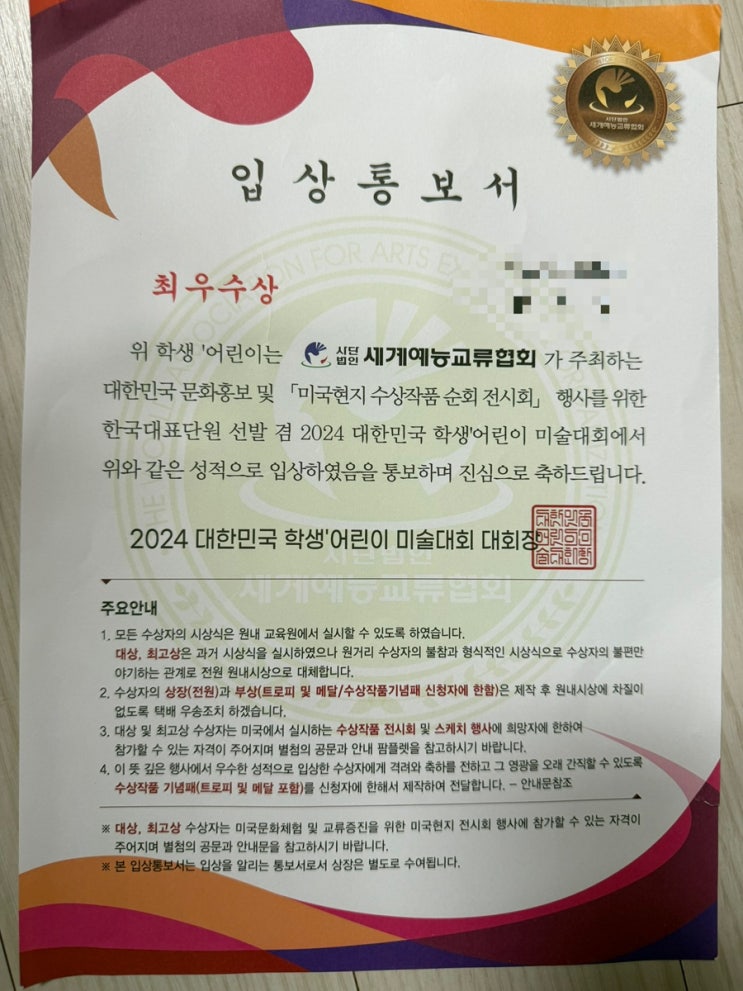 사단법인
세계예능교류협회
입상통보서
최우수상
위 학생'어린이는 사단법인 세계예능교류협회가 주최하는
대한민국 문화홍보 및 「미국현지 수상작품 순회 전시회」 행사를 위한
한국대표단원 선발 겸 2024 대한민국 학생'어린이 미술대회에서
위와 같은 성적으로 입상하였음을 통보하며 진심으로 축하드립니다.
2024 대한민국 학생'어린이 미술대회 대회장
사단법인
세계예능교류협회
주요안내
1. 모든 수상자의 시상식은 원내 교육원에서 실시할 수 있도록 하였습니다.
대상, 최고상은 과거 시상식을 실시하였으나 원거리 수상자의 불참과 형식적인 시상식으로 수상자의 불편만
야기하는 관계로 전원 원내시상으로 대체합니다.
2. 수상자의 상장(전원)과 부상(트로피 및 메달/수상작품기념패 신청자에 한함)은 제작 후 원내시상에 차질이
없도록 택배 우송조치 하겠습니다.
3. 대상 및 최고상 수상자는 미국에서 실시하는 수상작품 전시회 및 스케치 행사에 희망자에 한하여
참가할 수 있는 자격이 주어지며 별첨의 공문과 안내 팜플렛을 참고하시기 바랍니다.
4. 이 뜻 깊은 행사에서 우수한 성적으로 입상한 수상자에게 격려와 축하를 전하고 그 영광을 오래 간직할 수 있도록
수상작품 기념패(트로피 및 메달 포함)를 신청자에 한해서 제작하여 전달합니다. - 안내문참조
※ 대상, 최고상 수상자는 미국문화체험 및 교류증진을 위한 미국현지 전시회 행사에 참가할 수 있는 자격이
주어지며 별첨의 공문과 안내문을 참고하시기 바랍니다.
※ 본 입상통보서는 입상을 알리는 통보서로서 상장은 별도로 수여됩니다.